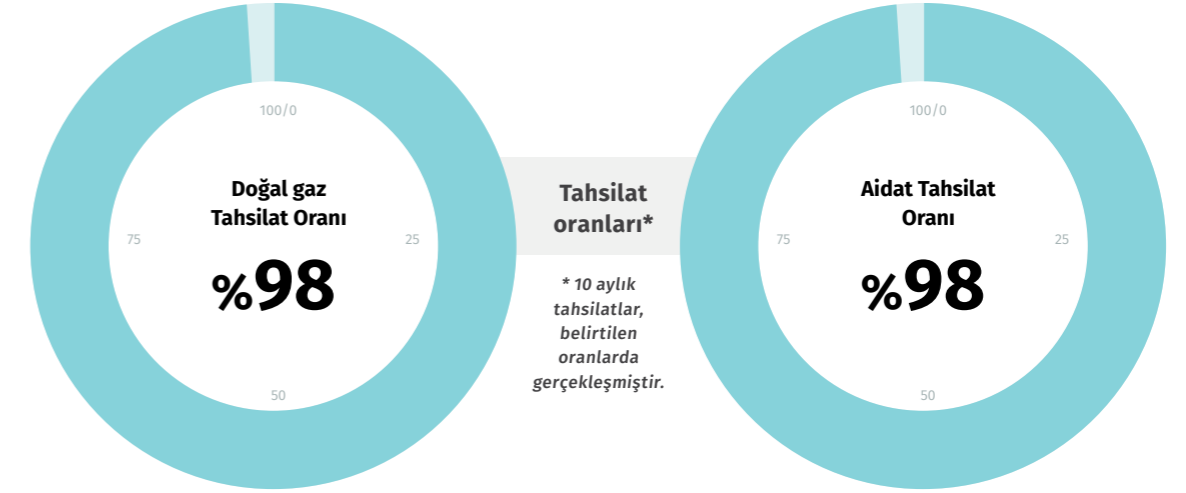 100/0
Doğal gaz
Tahsilat Oranı
%98
75
25
50
Tahsilat
oranları*
* 10 aylık
tahsilatlar,
belirtilen
oranlarda
gerçekleşmiştir.
100/0
Aidat Tahsilat
Oranı
%98
75
25
50